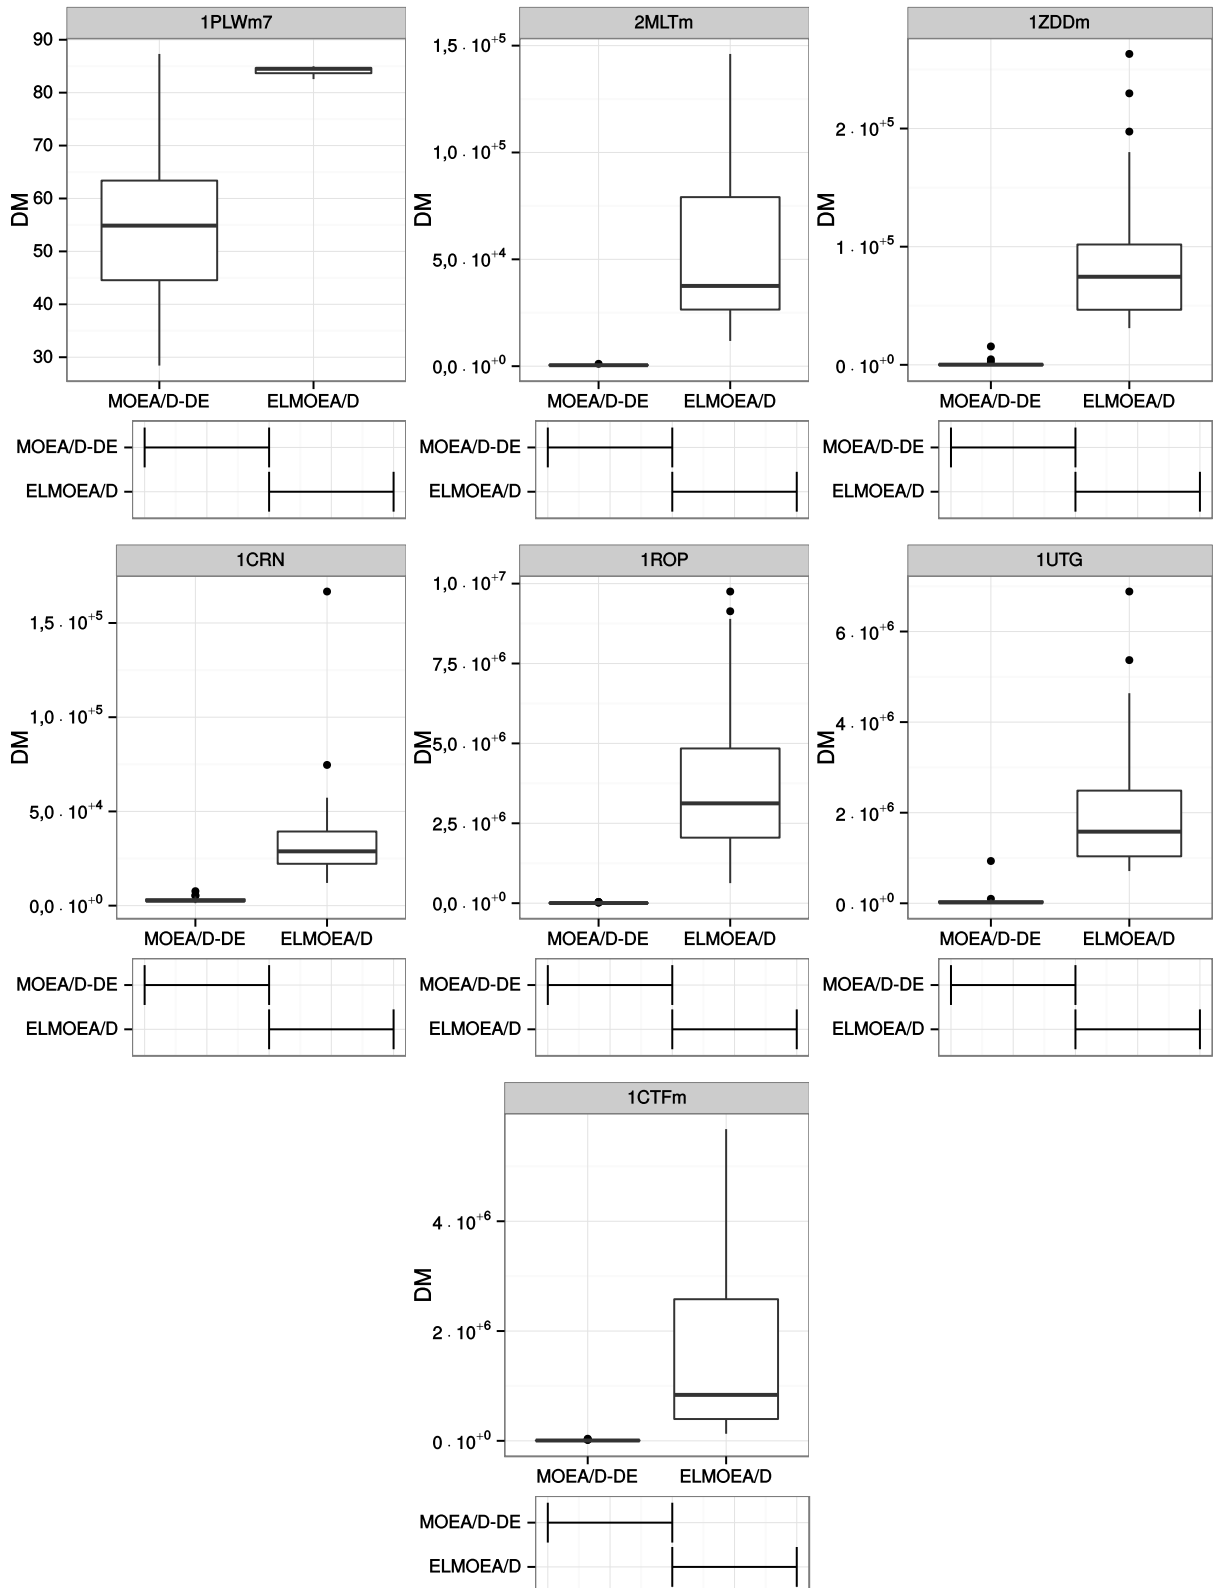 1PLWm7
90
80
70
60
50
40
30
DM
MOEA/D-DE ELMOEA/D
MOEA/D-DE
ELMOEA/D
2MLTm
1,5 · 10+5
1,0 · 10+5
5,0 · 10+4
0,0 · 10+0
DM
MOEA/D-DE ELMOEA/D
MOEA/D-DE
ELMOEA/D
1ZDDm
2 · 10+5
1 · 10+5
0 · 10+0
DM
MOEA/D-DE ELMOEA/D
MOEA/D-DE
ELMOEA/D
1CRN
1,5 · 10+5
1,0 · 10+5
5,0 · 10+4
0,0 · 10+0
DM
MOEA/D-DE ELMOEA/D
MOEA/D-DE
ELMOEA/D
1ROP
1,0 · 10+7
7,5 · 10+6
5,0 · 10+6
2,5 · 10+6
0,0 · 10+0
DM
MOEA/D-DE ELMOEA/D
MOEA/D-DE
ELMOEA/D
1UTG
6 · 10+6
4 · 10+6
2 · 10+6
0 · 10+0
DM
MOEA/D-DE ELMOEA/D
MOEA/D-DE
ELMOEA/D
1CTFm
4 · 10+6
2 · 10+6
0 · 10+0
DM
MOEA/D-DE ELMOEA/D
MOEA/D-DE
ELMOEA/D